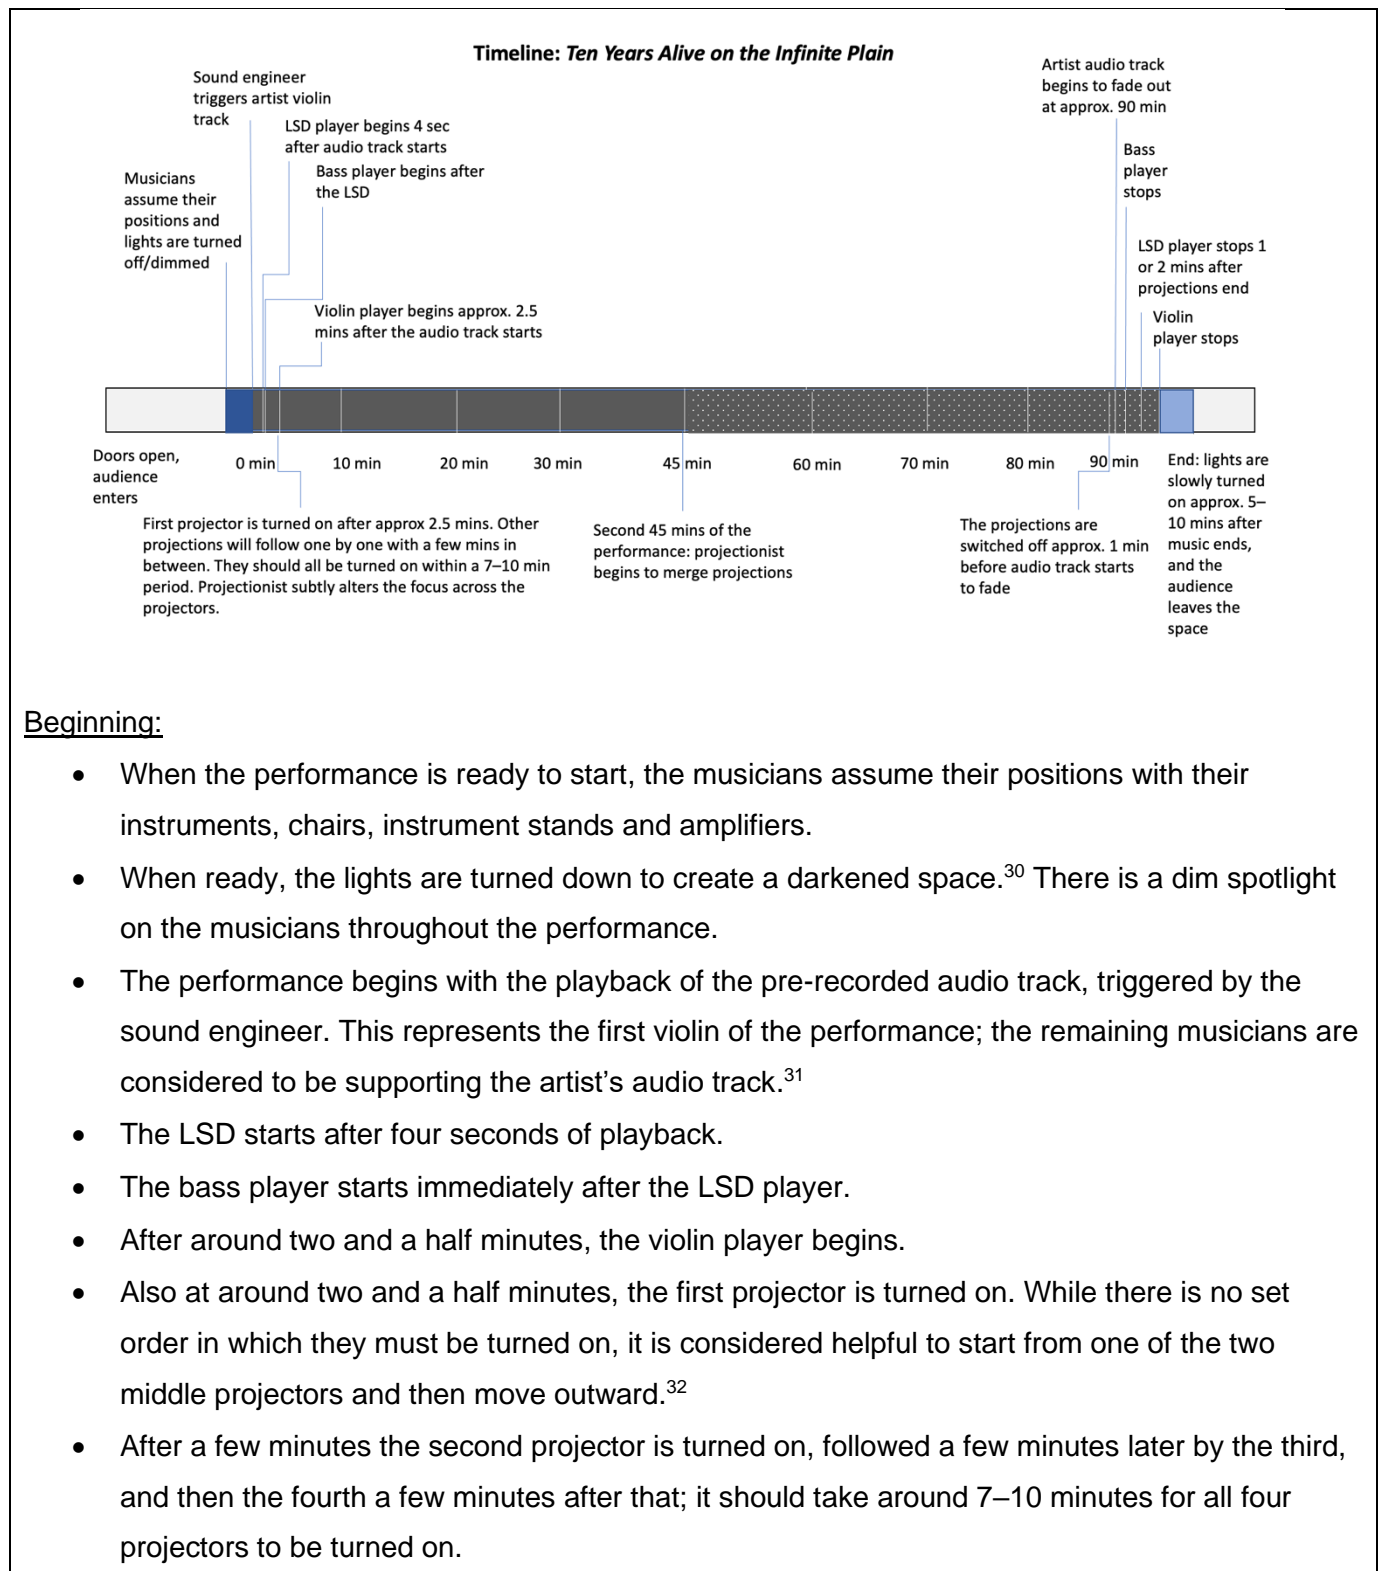 Timeline: Ten Years Alive on the Infinite Plain
Sound engineer
triggers artist violin
track
LSD player begins 4 sec
after audio track starts
Bass player begins after
the LSD
Musicians
assume their
positions and
lights are turned
off/dimmed
Violin player begins approx. 2.5
mins after the audio track starts
Artist audio track
begins to fade out
at approx. 90 min
Bass
player
stops
LSD player stops 1
or 2 mins after
projections end
Violin
player stops
Doors open,
audience
enters
0 min
10 min
20 min
30 min
45 min
60 min
70 min
80 min
90 min
First projector is turned on after approx 2.5 mins. Other
projections will follow one by one with a few mins in
between. They should all be turned on within a 7–10 min
period. Projectionist subtly alters the focus across the
projectors.
Second 45 mins of the
performance: projectionist
begins to merge projections
The projections are
switched off approx. 1 min
before audio track starts
to fade
End: lights are
slowly turned
on approx. 5–
10 mins after
music ends,
and the
audience
leaves the
space
Beginning:
• When the performance is ready to start, the musicians assume their positions with their
instruments, chairs, instrument stands and amplifiers.
• When ready, the lights are turned down to create a darkened space.30 There is a dim spotlight
on the musicians throughout the performance.
• The performance begins with the playback of the pre-recorded audio track, triggered by the
sound engineer. This represents the first violin of the performance; the remaining musicians are
considered to be supporting the artist’s audio track.31
• The LSD starts after four seconds of playback.
• The bass player starts immediately after the LSD player.
• After around two and a half minutes, the violin player begins.
• Also at around two and a half minutes, the first projector is turned on. While there is no set
order in which they must be turned on, it is considered helpful to start from one of the two
middle projectors and then move outward.32
• After a few minutes the second projector is turned on, followed a few minutes later by the third,
and then the fourth a few minutes after that; it should take around 7–10 minutes for all four
projectors to be turned on.